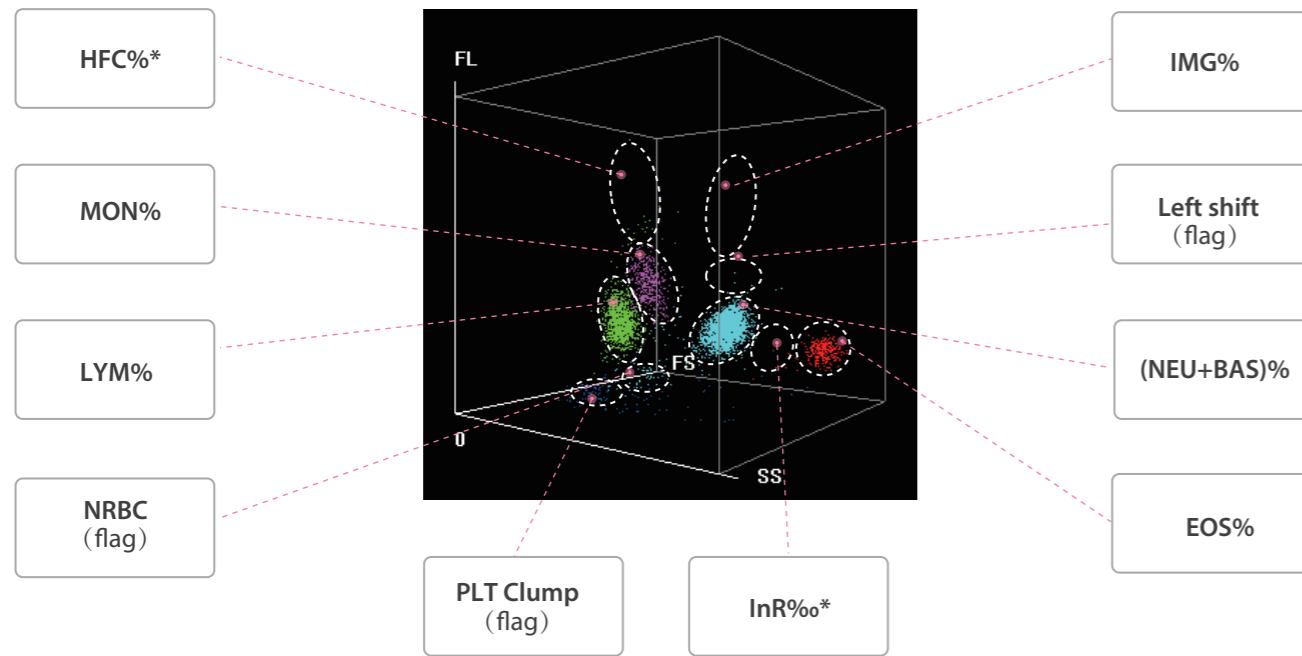 HFC%*
MON%
LYM%
NRBC
（flag）
PLT Clump
（flag）
InR‰*
IMG%
Left shift
（flag）
(NEU+BAS)%
EOS%
FL
FS
0
SS